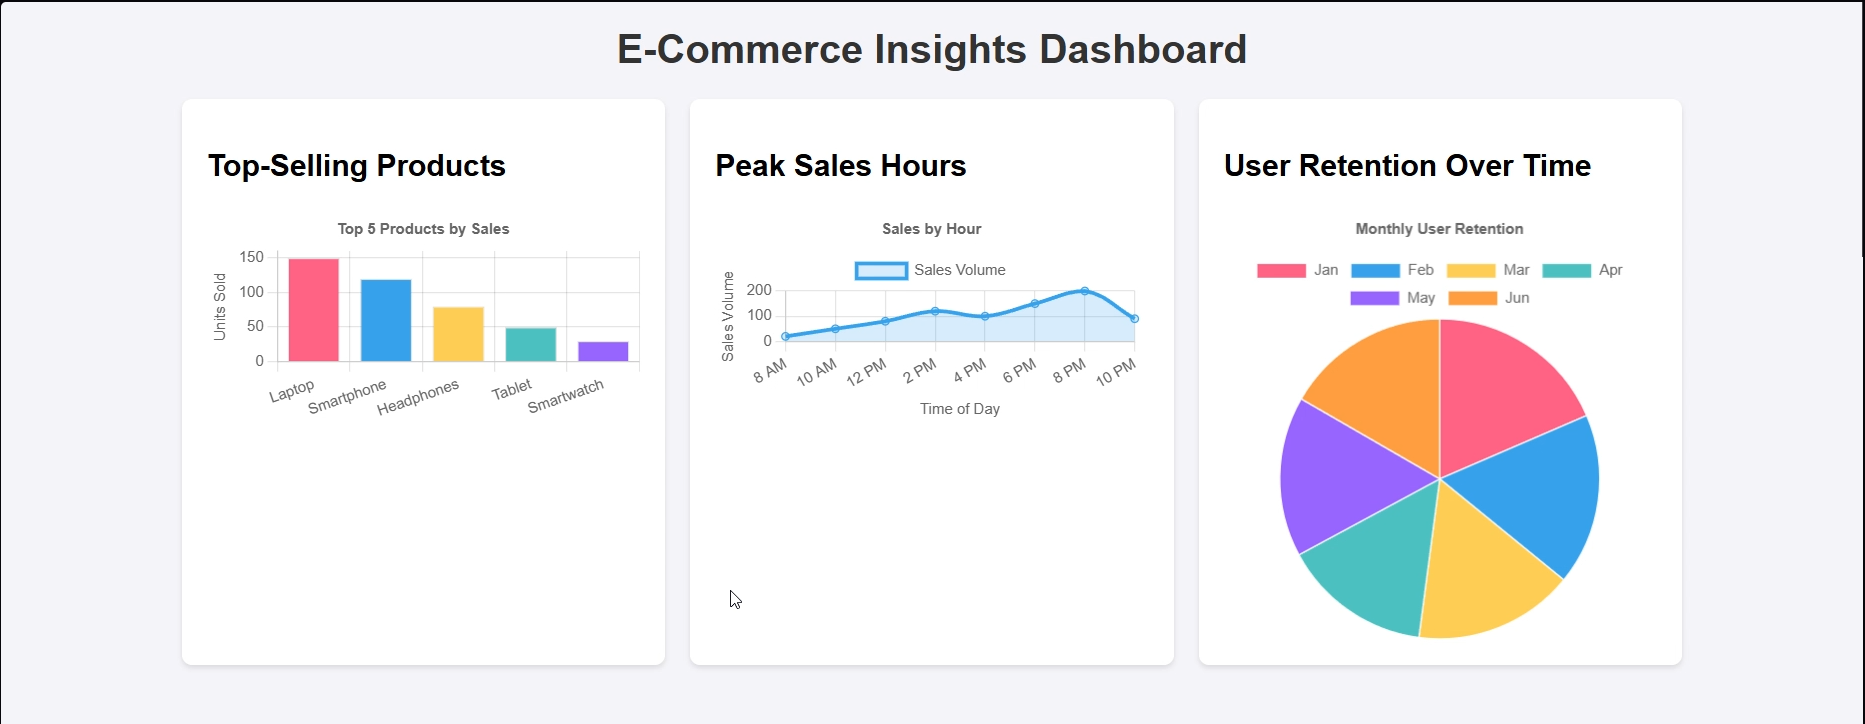 E-Commerce Insights Dashboard
Top-Selling Products
Top 5 Products by Sales
Units Sold
150
100
50
0
Laptop
Smartphone
Headphones
Tablet
Smartwatch
Peak Sales Hours
Sales by Hour
Sales Volume
Sales Volume
200
100
0
8 AM
10 AM
12 PM
2 PM
4 PM
6 PM
8 PM
10 PM
Time of Day
User Retention Over Time
Monthly User Retention
Jan Feb Mar Apr
May Jun